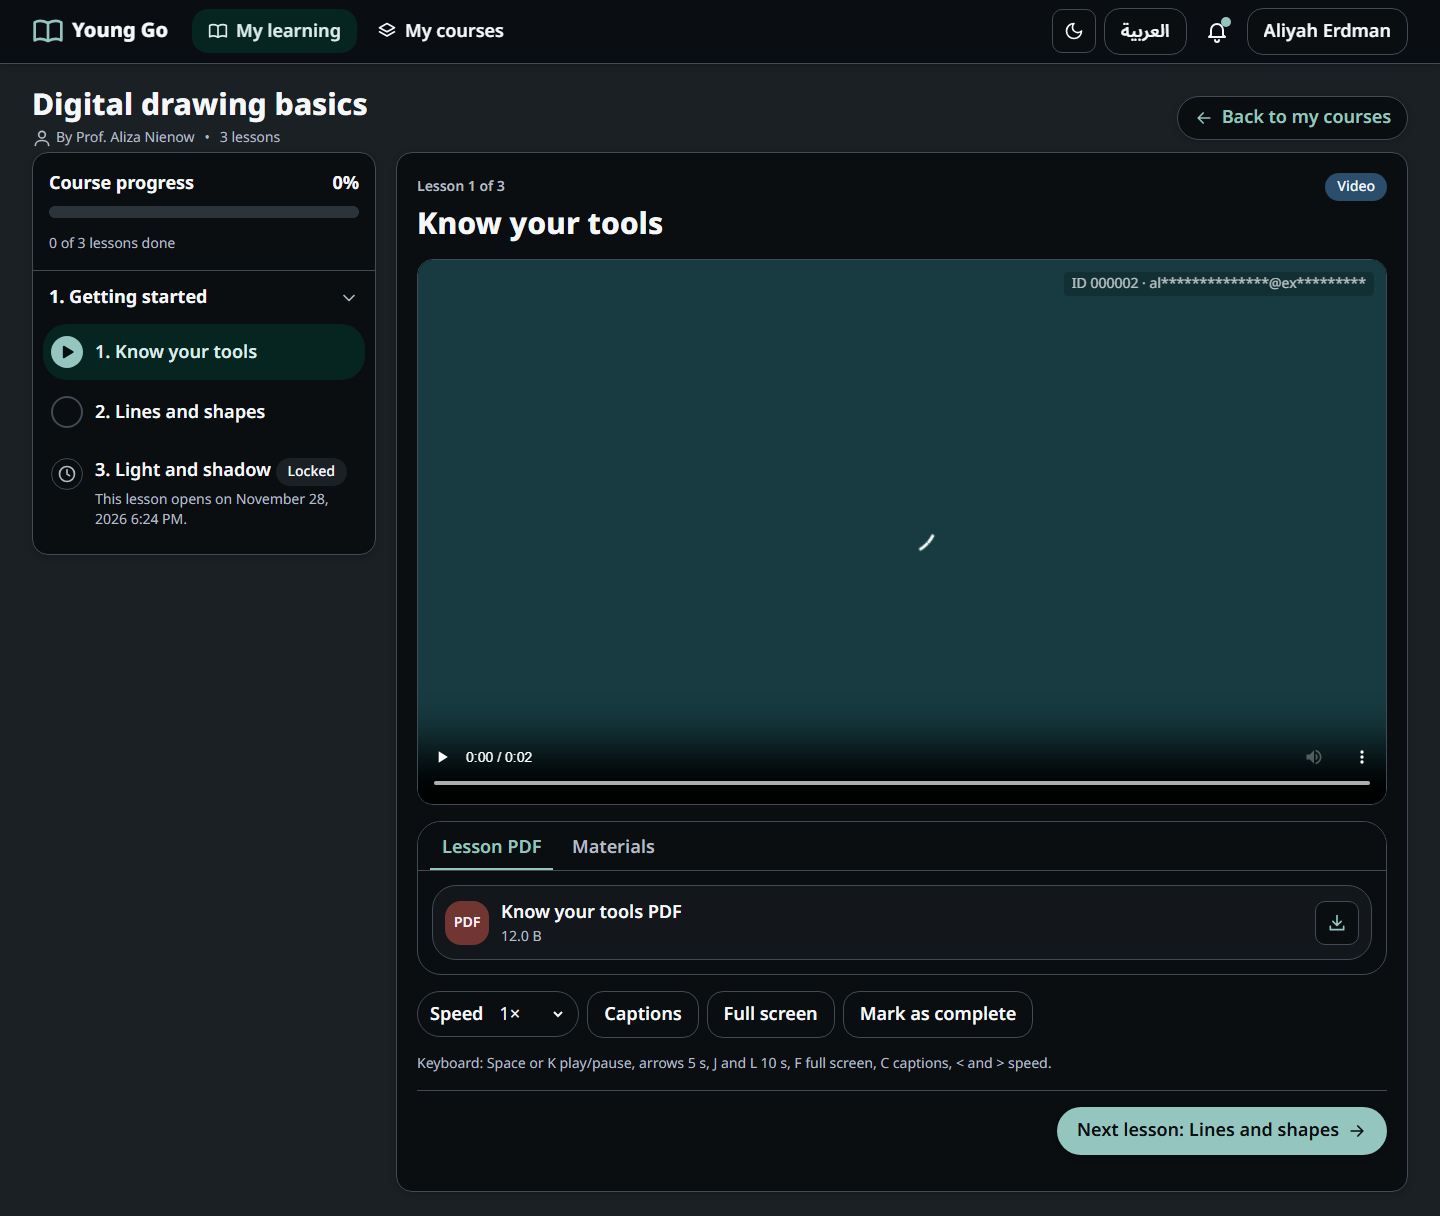 Young Go
My learning
My courses
العربية
Aliyah Erdman
Digital drawing basics
By Prof. Aliza Nienow • 3 lessons
Back to my courses
Course progress 0%
0 of 3 lessons done
1. Getting started
1. Know your tools
2. Lines and shapes
3. Light and shadow Locked
This lesson opens on November 28,
2026 6:24 PM.
Lesson 1 of 3
Video
Know your tools
ID 000002 · al**************@ex*********
0:00 / 0:02
Lesson PDF
Materials
PDF
Know your tools PDF
12.0 B
Speed 1×
Captions
Full screen
Mark as complete
Keyboard: Space or K play/pause, arrows 5 s, J and L 10 s, F full screen, C captions, < and > speed.
Next lesson: Lines and shapes →